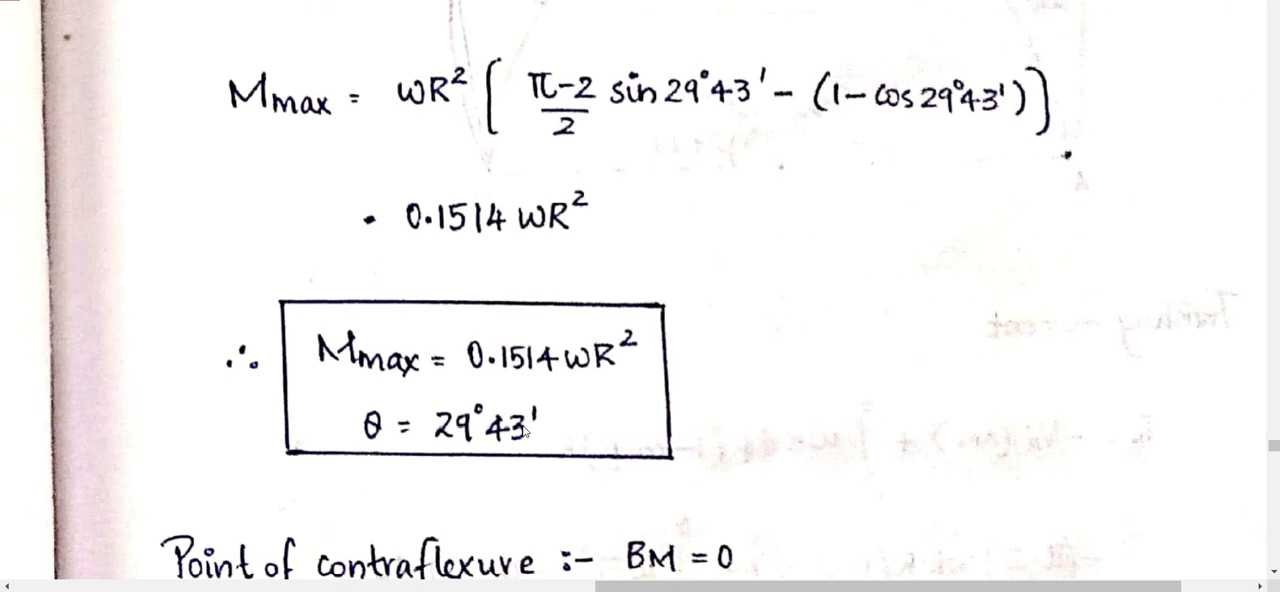 Mmax = WR² [ π-2/2 sin 29°43' - (1- cos 29°43') ]
= 0.1514 WR²
∴ Mmax = 0.1514 WR²
θ = 29°43'
Point of contraflexure :- BM = 0